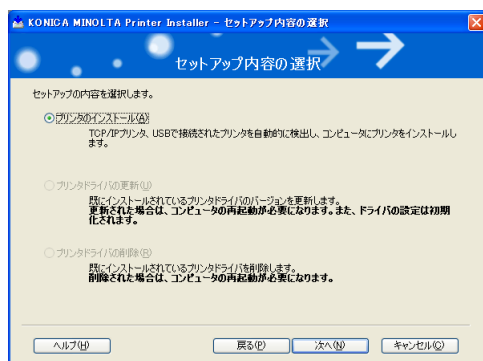 KONICA MINOLTA Printer Installer - セットアップ内容の選択
セットアップ内容の選択
セットアップの内容を選択します。
プリンタのインストール(A)
TCP/IPプリンタ、USBで接続されたプリンタを自動的に検出し、コンピュータにプリンタをインストールし
ます。
プリンタドライバの更新(U)
既にインストールされているプリンタドライバのバージョンを更新します。
更新された場合は、コンピュータの再起動が必要になります。また、ドライバの設定は初期
化されます。
プリンタドライバの削除(R)
既にインストールされているプリンタドライバを削除します。
削除された場合は、コンピュータの再起動が必要になります。
ヘルプ(H)
戻る(P)
次へ(N)
キャンセル(C)